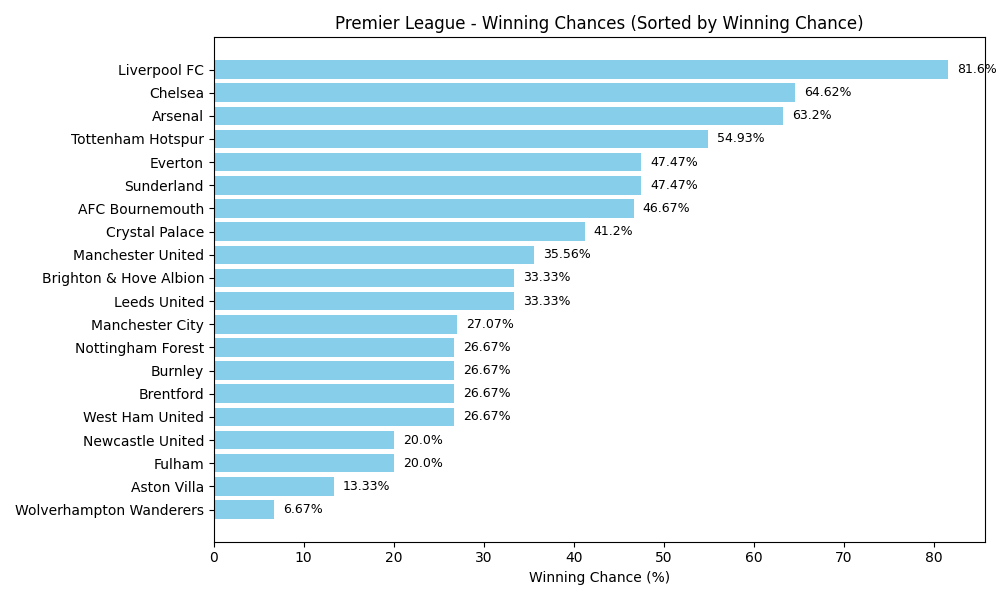 Premier League - Winning Chances (Sorted by Winning Chance)
Liverpool FC 81.6%
Chelsea 64.62%
Arsenal 63.2%
Tottenham Hotspur 54.93%
Everton 47.47%
Sunderland 47.47%
AFC Bournemouth 46.67%
Crystal Palace 41.2%
Manchester United 35.56%
Brighton & Hove Albion 33.33%
Leeds United 33.33%
Manchester City 27.07%
Nottingham Forest 26.67%
Burnley 26.67%
Brentford 26.67%
West Ham United 26.67%
Newcastle United 20.0%
Fulham 20.0%
Aston Villa 13.33%
Wolverhampton Wanderers 6.67%
0 10 20 30 40 50 60 70 80
Winning Chance (%)